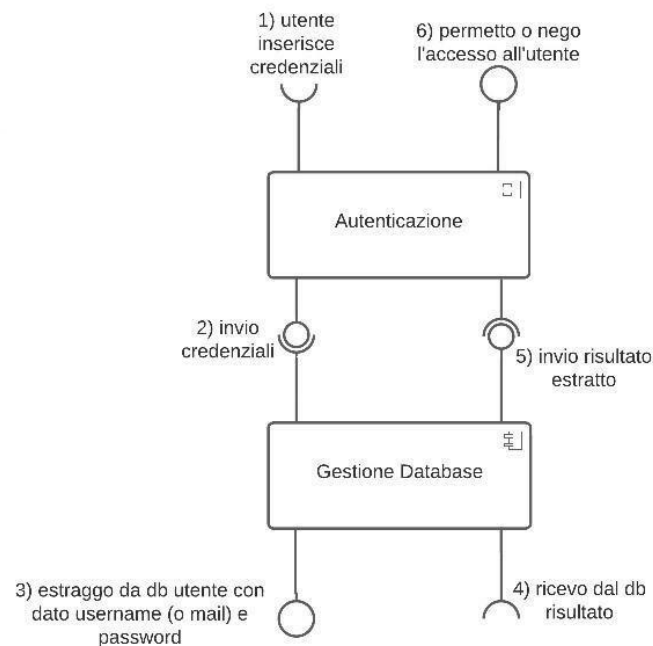 1) utente
inserisce
credenziali
6) permetto o nego
l'accesso all'utente
Autenticazione
2) invio
credenziali
5) invio risultato
estratto
Gestione Database
3) estraggo da db utente con
dato username (o mail) e
password
4) ricevo dal db
risultato